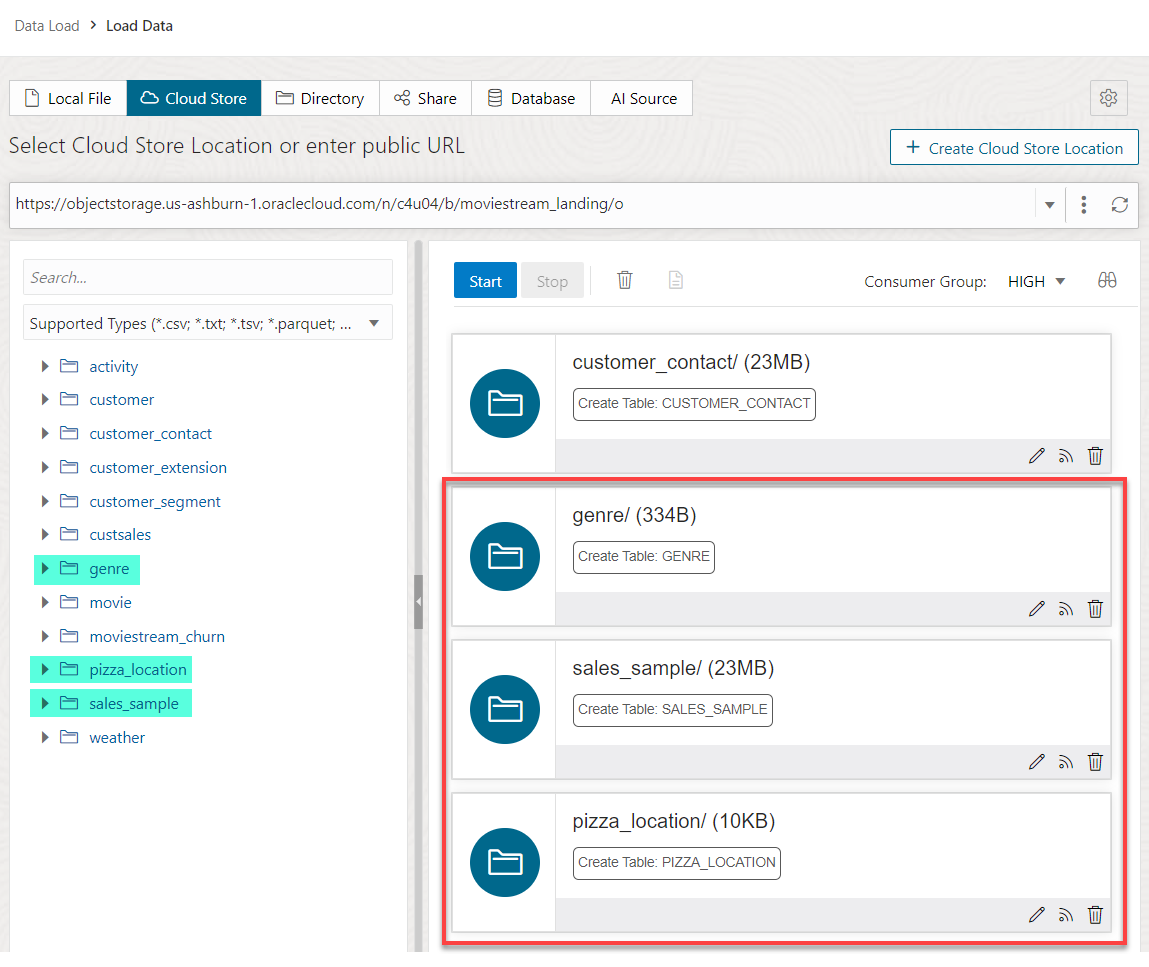 Data Load > Load Data
Local File Cloud Store Directory Share Database AI Source
Select Cloud Store Location or enter public URL
+ Create Cloud Store Location
https://objectstorage.us-ashburn-1.oraclecloud.com/n/c4u04/b/moviestream_landing/o
Search...
Supported Types (*.csv; *.txt; *.tsv; *.parquet; ...
activity
customer
customer_contact
customer_extension
customer_segment
custsales
genre
movie
moviestream_churn
pizza_location
sales_sample
weather
Start Stop Consumer Group: HIGH
customer_contact/ (23MB)
Create Table: CUSTOMER_CONTACT
genre/ (334B)
Create Table: GENRE
sales_sample/ (23MB)
Create Table: SALES_SAMPLE
pizza_location/ (10KB)
Create Table: PIZZA_LOCATION